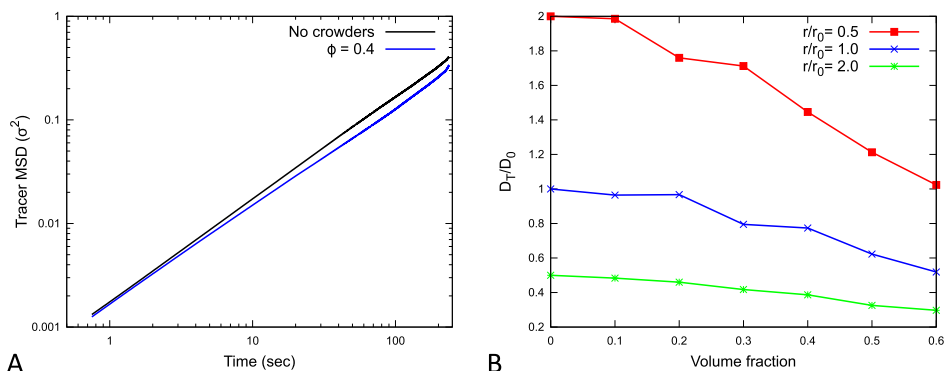 1
0.1
0.01
0.001
Tracer MSD (σ²)
No crowders
ϕ = 0.4
1
10
100
Time (sec)
A
2
1.8
1.6
1.4
1.2
1
0.8
0.6
0.4
0.2
D_T/D_0
r/r₀= 0.5
r/r₀= 1.0
r/r₀= 2.0
0
0.1
0.2
0.3
0.4
0.5
0.6
Volume fraction
B